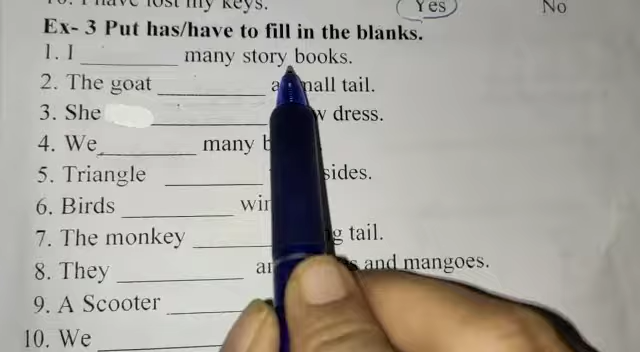 have lost my keys. Yes No
Ex- 3 Put has/have to fill in the blanks.
1. I ________ many story books.
2. The goat ________ a small tail.
3. She ________ dress.
4. We ________ many
5. Triangle ________ sides.
6. Birds ________
7. The monkey ________ tail.
8. They ________ and mangoes.
9. A Scooter ________
10. We ________